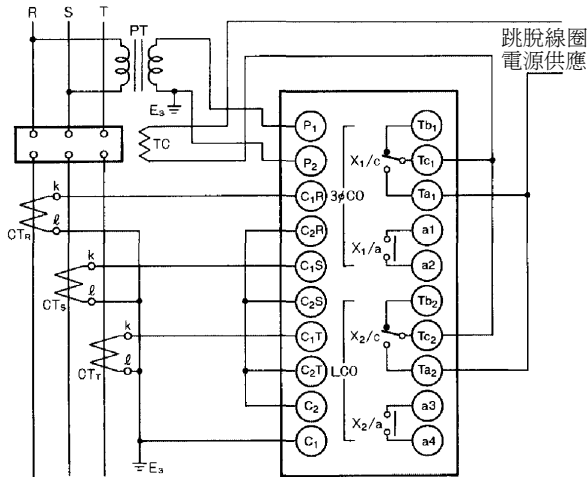 R S T
PT
跳脫線圈
電源供應
E₃
TC
P₁
P₂
C₁R 3φCO
C₂R
C₁S
C₂S
C₁T
C₂T LCO
C₂
C₁
Tb₁
X₁/c Tc₁
Ta₁
a1
X₁/a
a2
Tb₂
X₂/c Tc₂
Ta₂
a3
X₂/a
a4
k
ℓ
CTR
k
ℓ
CTS
k
ℓ
CTT
E₃